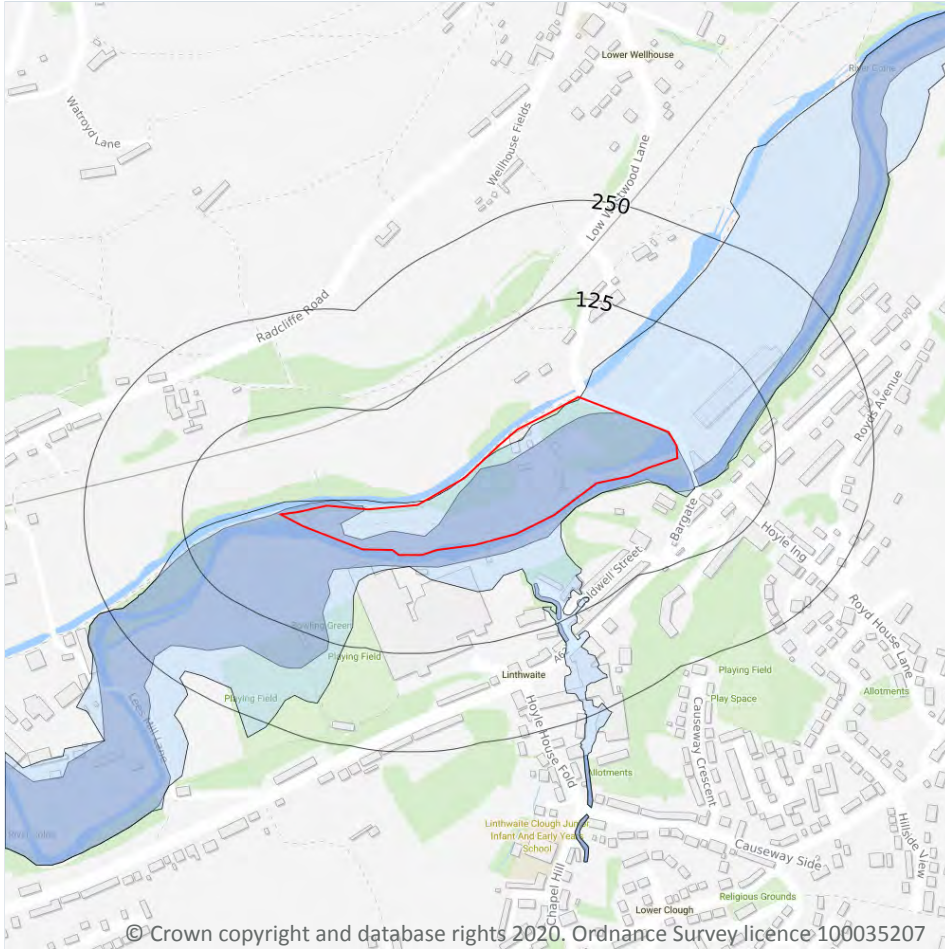 Lower Wellhouse
River Colne
Watroyd Lane
Wellhouse Fields
Low Westwood Lane
250
125
Radcliffe Road
Royds Avenue
Bargate
Hoyle Ing
Royd House Lane
Bowling Green
Playing Field
Playing Field
Linthwaite
Playing Field
Play Space
Allotments
Hoyle House Fold
Causeway Crescent
Allotments
Linthwaite Clough Junior
Infant And Early Years
School
Causeway Side
Hillside View
Chapel Hill
Religious Grounds
Lower Clough
© Crown copyright and database rights 2020. Ordnance Survey licence 100035207